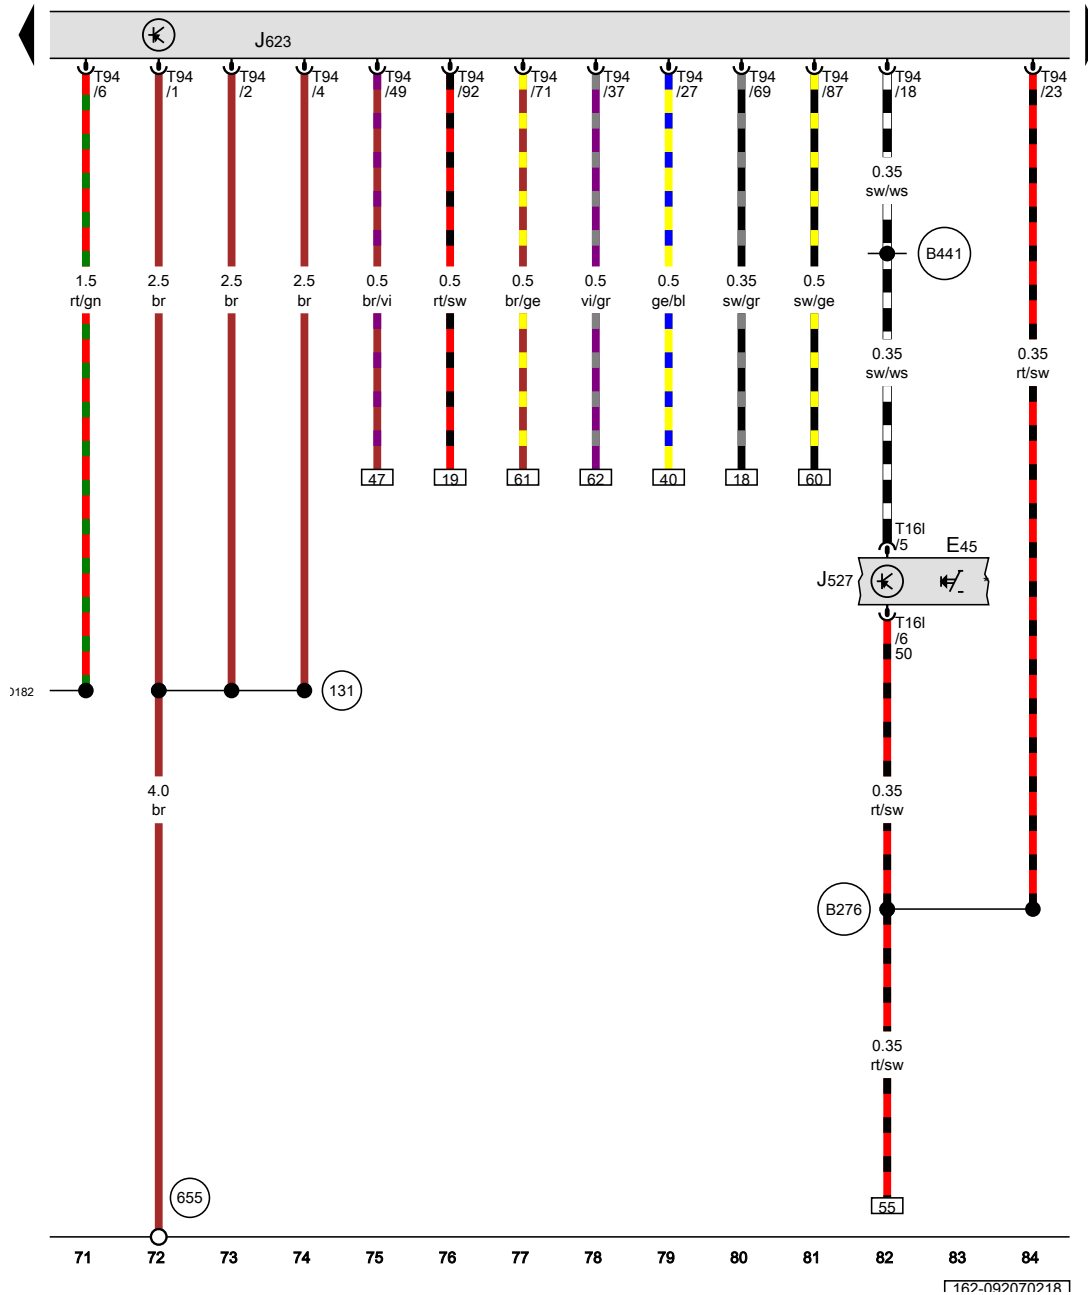 J623
T94 T94 T94 T94 T94 T94 T94 T94 T94 T94 T94 T94 T94
/6 /1 /2 /4 /49 /92 /71 /37 /27 /69 /87 /18 /23
0.35
sw/ws
B441
1.5 2.5 2.5 2.5 0.5 0.5 0.5 0.5 0.5 0.35 0.5
rt/gn br br br br/vi rt/sw br/ge vi/gr ge/bl sw/gr sw/ge
0.35 0.35
sw/ws rt/sw
47 19 61 62 40 18 60
T16l
/5
E45
J527
T16l
/6
50
131
4.0
br
0.35
rt/sw
B276
0.35
rt/sw
655
55
71 72 73 74 75 76 77 78 79 80 81 82 83 84
162-092070218